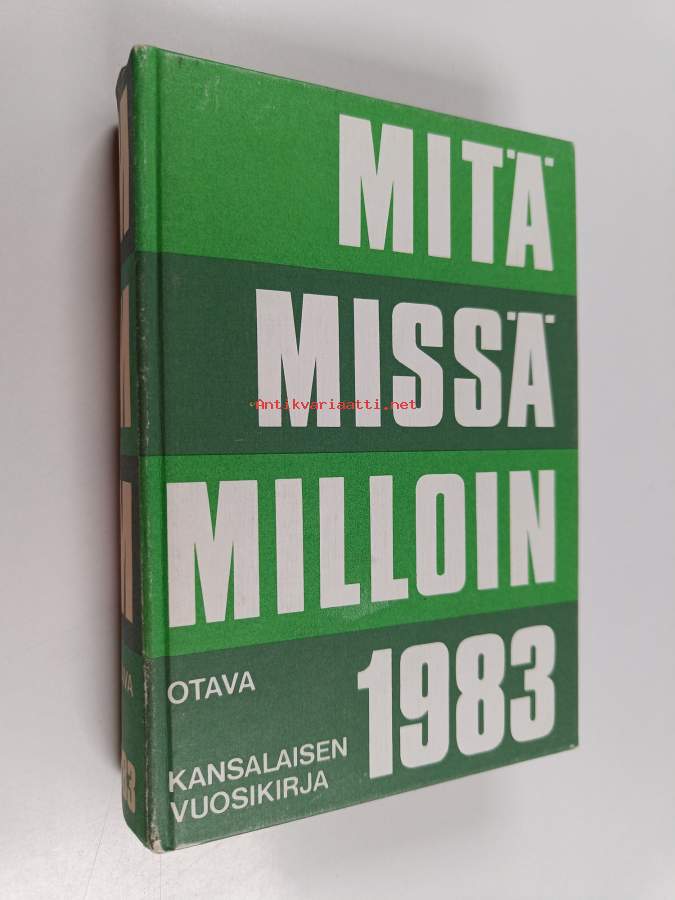 MITÄ
MISSÄ
Antikvariaatti.net
MILLOIN
1983
OTAVA
KANSALAISEN
VUOSIKIRJA